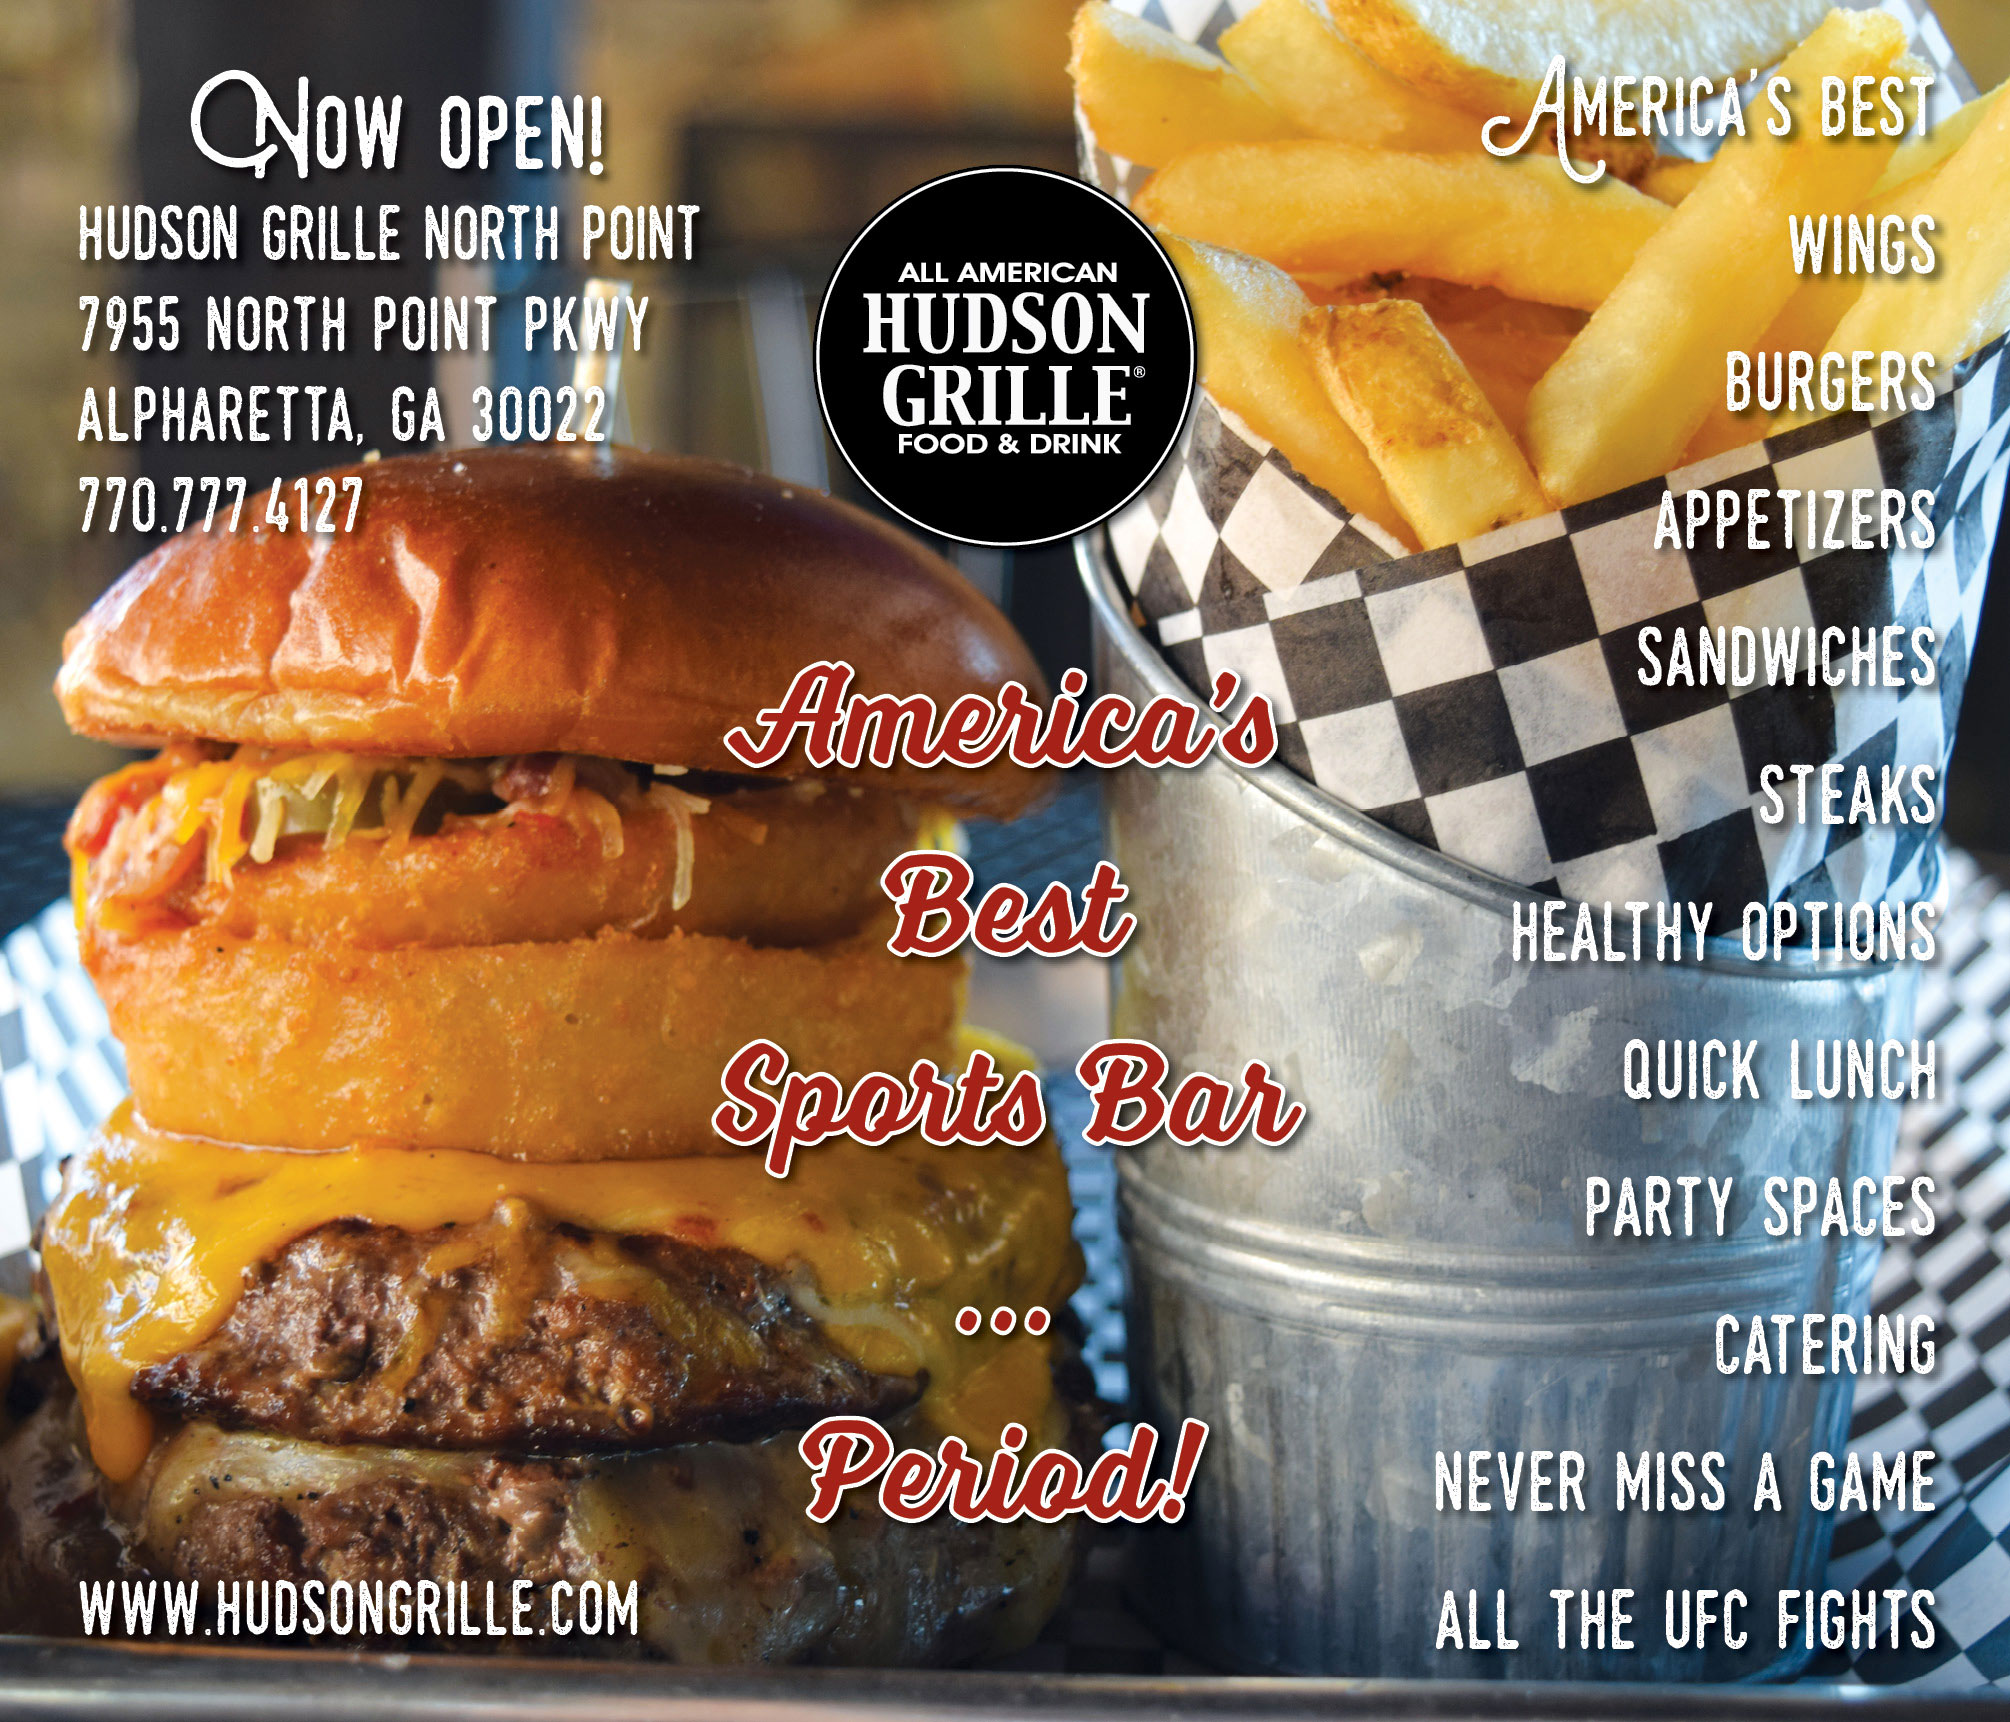 Now open!
HUDSON GRILLE NORTH POINT
7955 NORTH POINT PKWY
ALPHARETTA, GA 30022
770.777.4127
ALL AMERICAN
HUDSON
GRILLE®
FOOD & DRINK
America's
Best
Sports Bar
...
Period!
America's best
WINGS
BURGERS
APPETIZERS
SANDWICHES
STEAKS
HEALTHY OPTIONS
QUICK LUNCH
PARTY SPACES
CATERING
NEVER MISS A GAME
ALL THE UFC FIGHTS
WWW.HUDSONGRILLE.COM